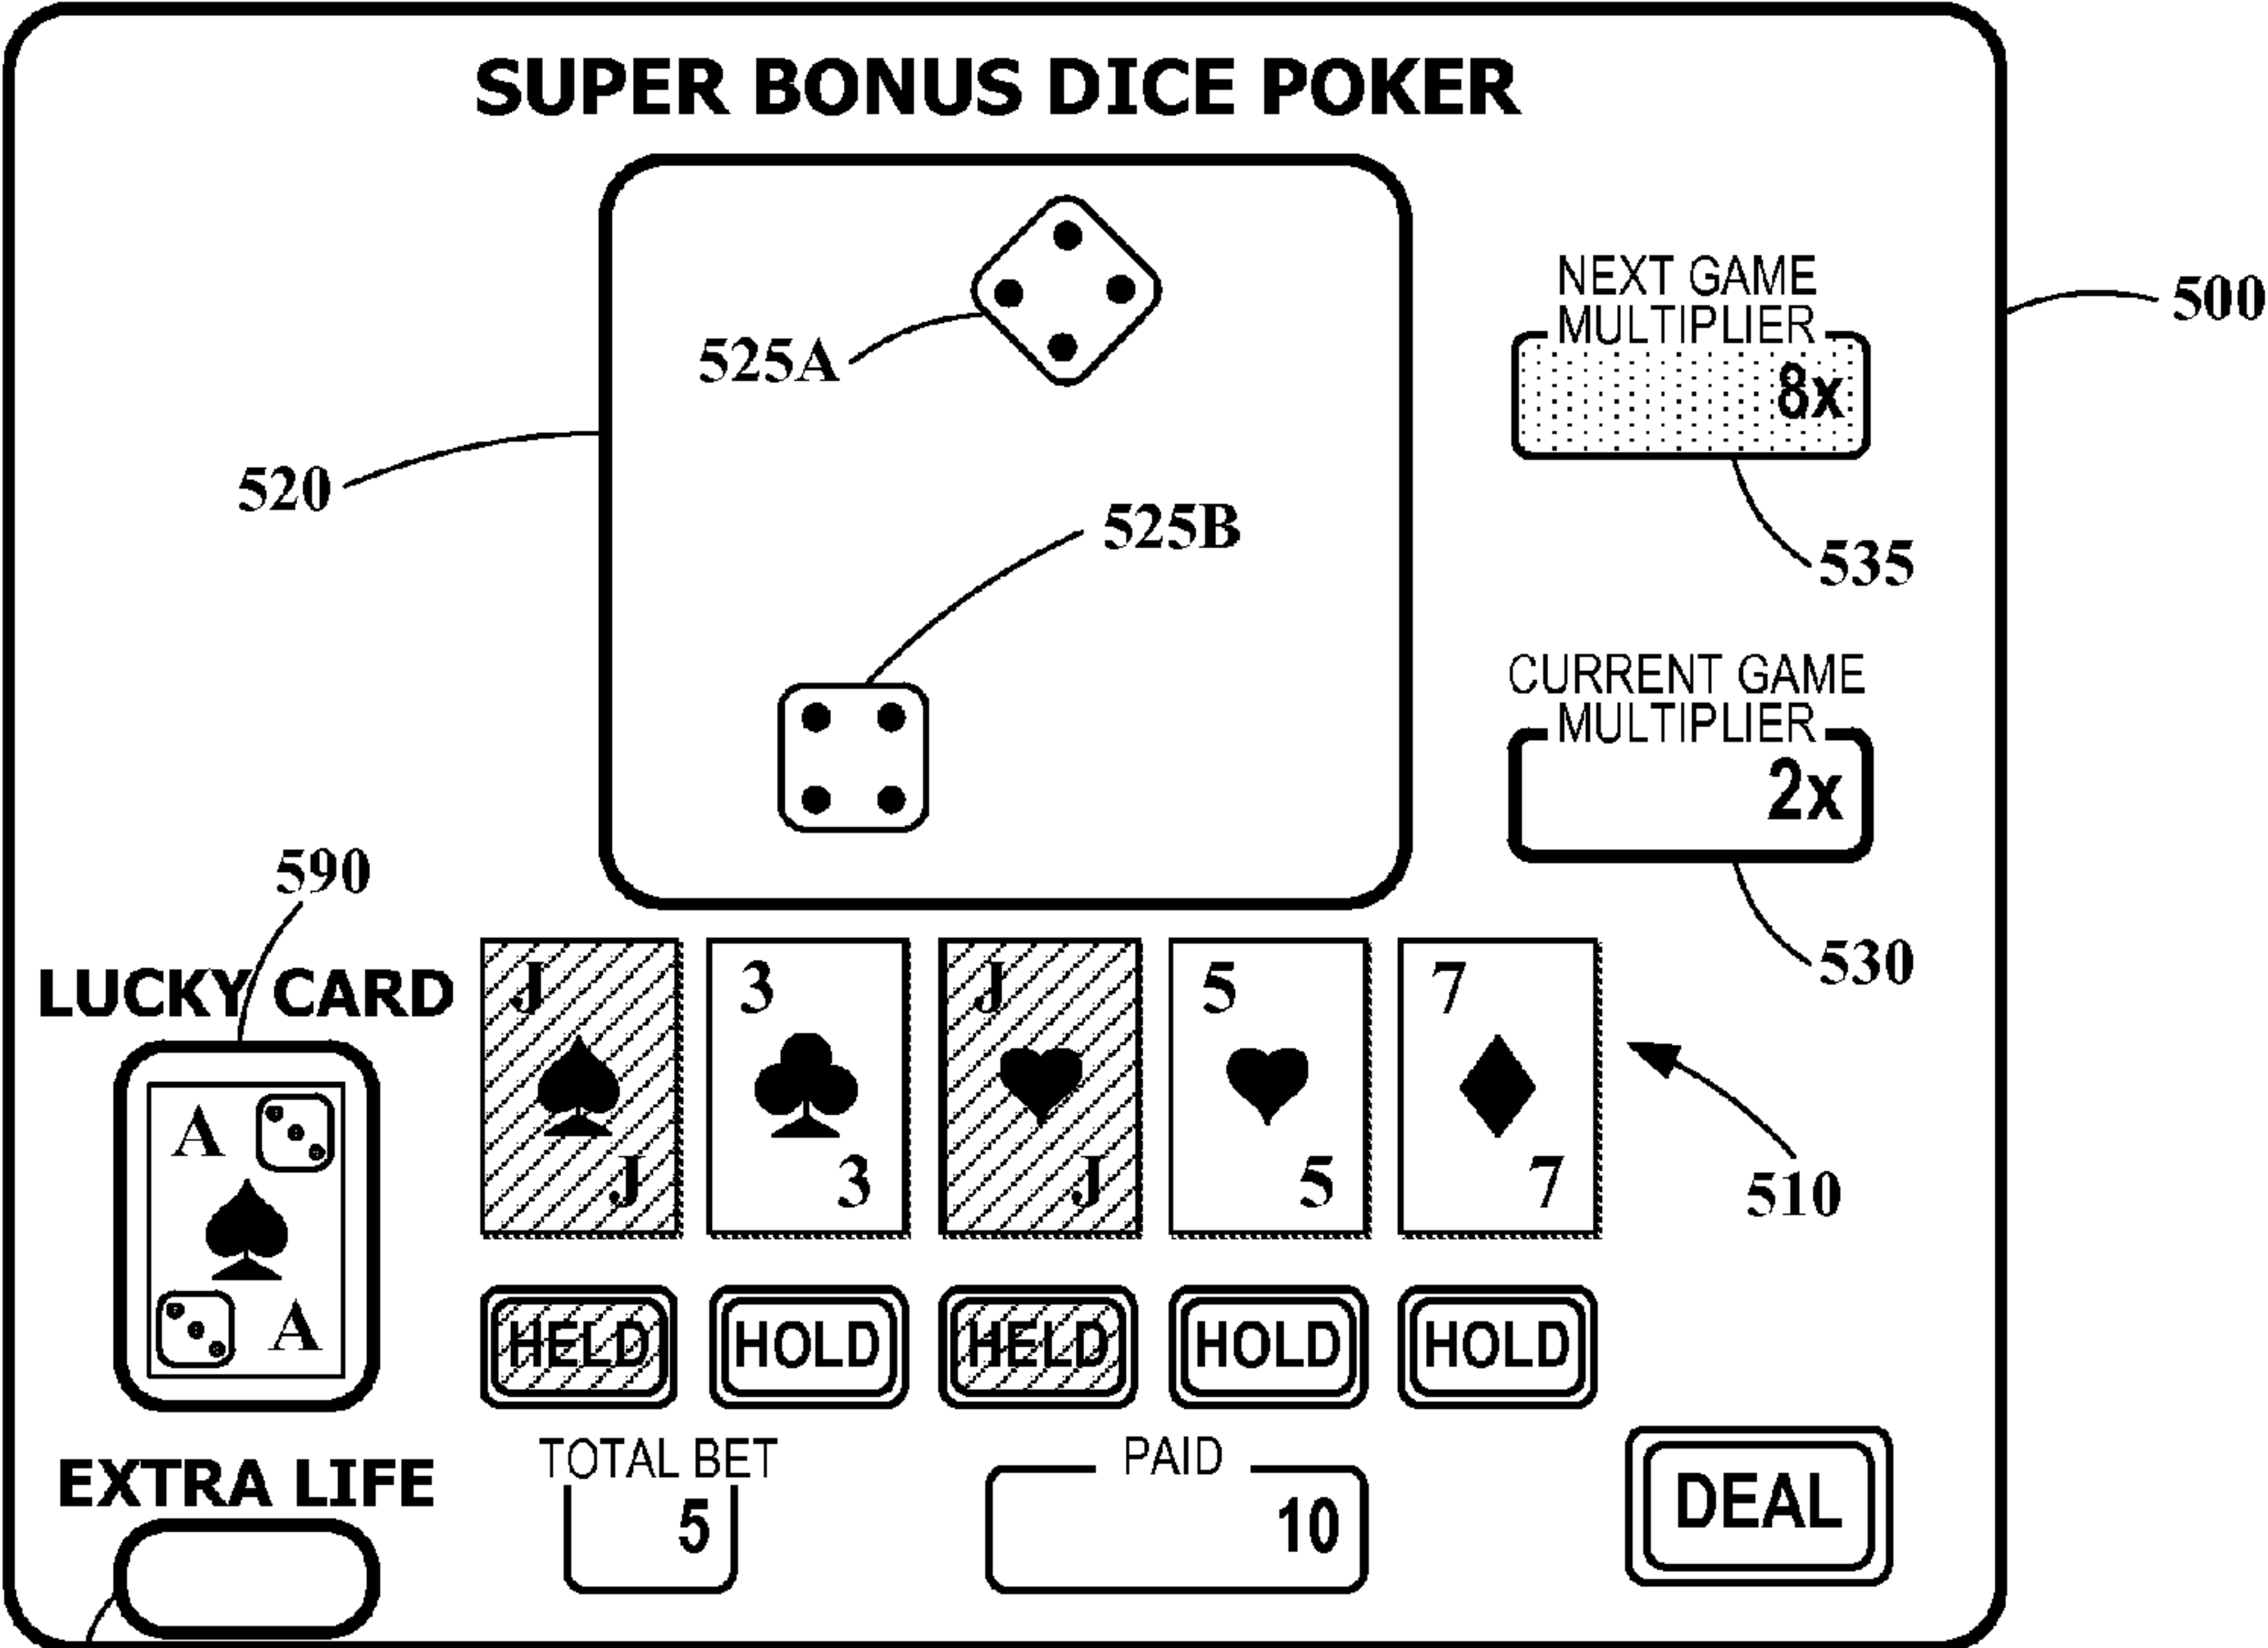 SUPER BONUS DICE POKER
NEXT GAME
MULTIPLIER
8x
500
525A
520
525B
535
CURRENT GAME
MULTIPLIER
2x
530
590
LUCKY CARD
A
A
J
J
3
3
J
J
5
5
7
7
510
HELD
HOLD
HELD
HOLD
HOLD
EXTRA LIFE
TOTAL BET
5
PAID
10
DEAL